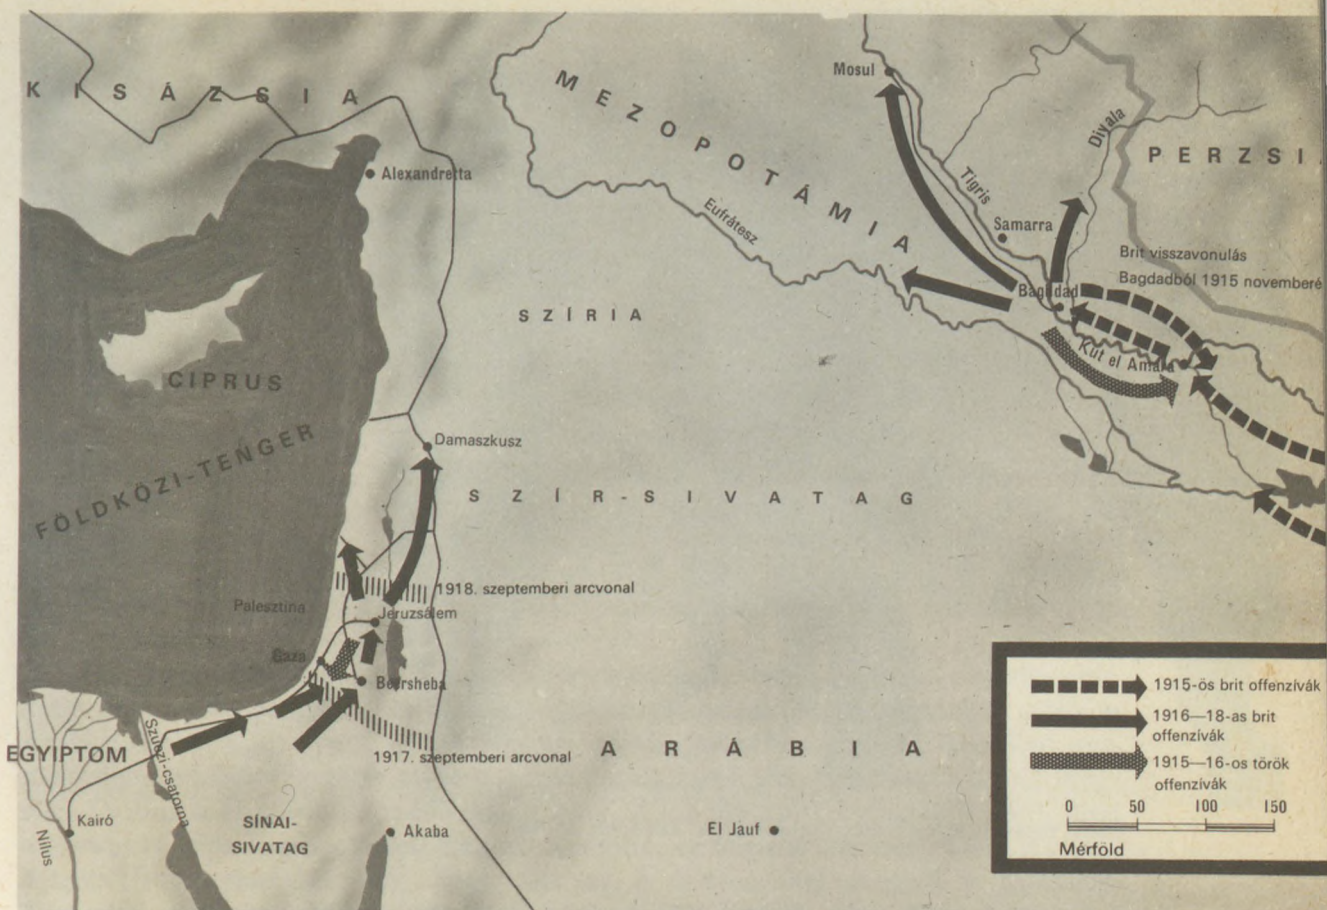 KISÁZSIA
MEZOPOTÁMIA
Mosul
Divala
PERZSI
Alexandretta
Tigris
Eufrátesz
Samarra
Brit visszavonulás
Bagdadból 1915 novemberé
Baghdad
SZÍRIA
Kut el Amara
CIPRUS
FÖLDKÖZI-TENGER
Damaszkusz
SZÍR-SIVATAG
1918. szeptemberi arcvonal
Palesztina
Jeruzsálem
Gaza
Beersheba
EGYIPTOM
Szuezi-csatorna
1917. szeptemberi arcvonal
ARÁBIA
Kairó
Nílus
SÍNAI-
SIVATAG
Akaba
El Jauf
1915-ös brit offenzívák
1916—18-as brit
offenzívák
1915—16-os török
offenzívák
0 50 100 150
Mérföld